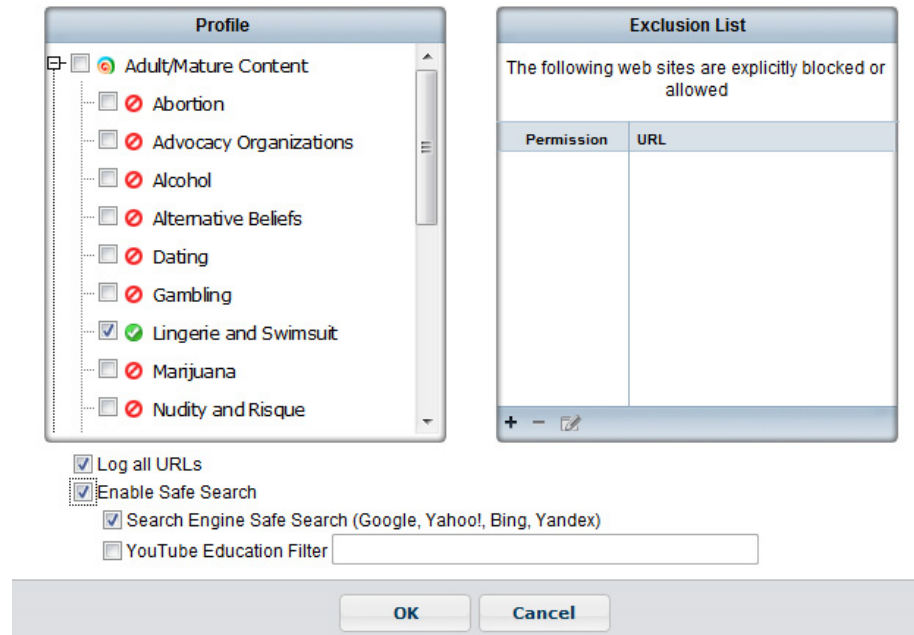 Profile
Adult/Mature Content
Abortion
Advocacy Organizations
Alcohol
Alternative Beliefs
Dating
Gambling
Lingerie and Swimsuit
Marijuana
Nudity and Risque
Exclusion List
The following web sites are explicitly blocked or
allowed
Permission URL
Log all URLs
Enable Safe Search
Search Engine Safe Search (Google, Yahoo!, Bing, Yandex)
YouTube Education Filter
OK Cancel